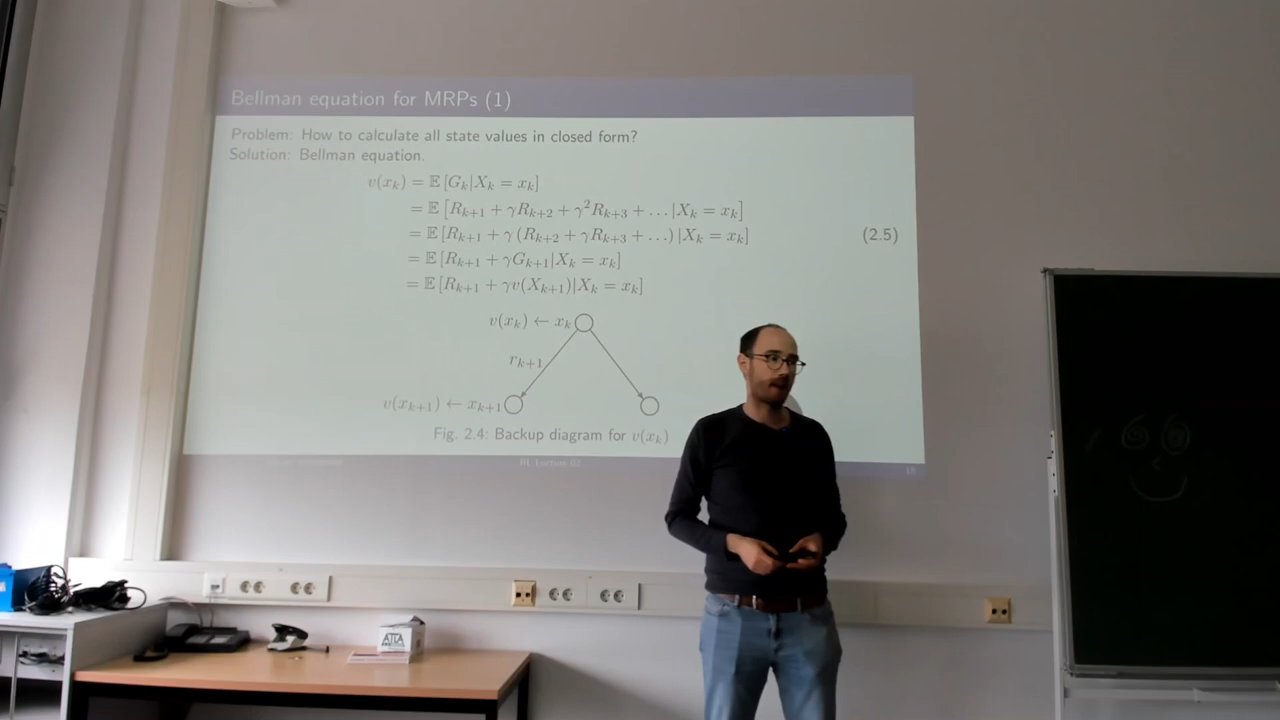 Bellman equation for MRPs (1)
Problem: How to calculate all state values in closed form?
Solution: Bellman equation.
v(x_k) = 𝔼 [G_k|X_k = x_k]
= 𝔼 [R_{k+1} + γR_{k+2} + γ²R_{k+3} + … |X_k = x_k]
= 𝔼 [R_{k+1} + γ (R_{k+2} + γR_{k+3} + …) |X_k = x_k] (2.5)
= 𝔼 [R_{k+1} + γG_{k+1}|X_k = x_k]
= 𝔼 [R_{k+1} + γv(X_{k+1})|X_k = x_k]
v(x_k) ← x_k
r_{k+1}
v(x_{k+1}) ← x_{k+1}
Fig. 2.4: Backup diagram for v(x_k)
RL Lecture 02 15
ATLA